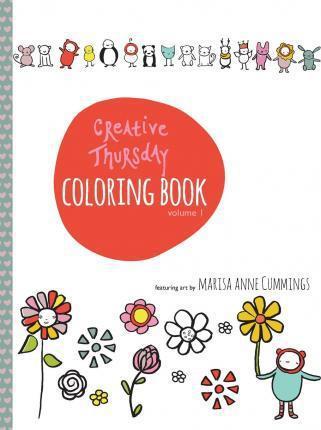 CREATIVE
THURSDAY
COLORING BOOK
volume 1
featuring art by MARISA ANNE CUMMINGS